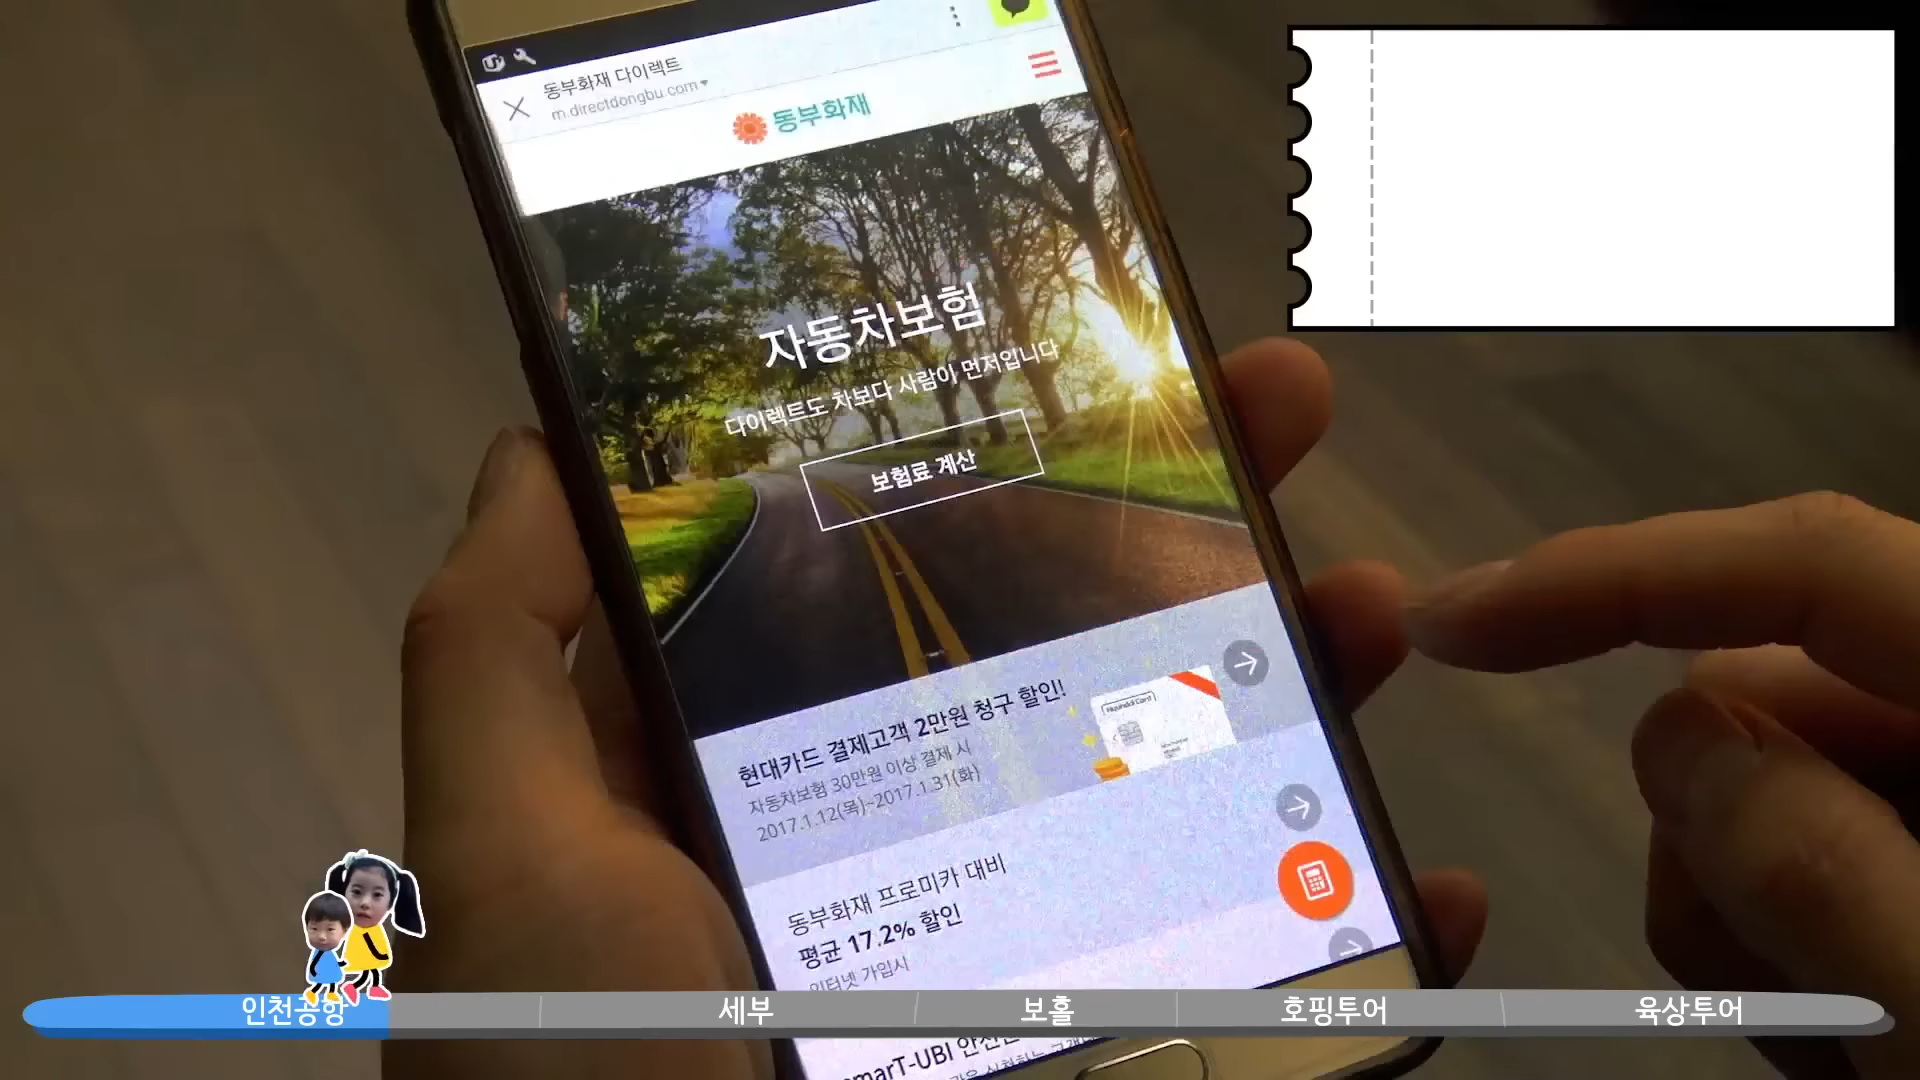 동부화재 다이렉트
m.directdongbu.com
동부화재
자동차보험
다이렉트도 차보다 사람이 먼저입니다
보험료 계산
현대카드 결제고객 2만원 청구 할인!
자동차보험 30만원 이상 결제 시
2017.1.12(목)~2017.1.31(화)
Hyundai Card
동부화재 프로미카 대비
평균 17.2% 할인
인터넷 가입시
smarT-UBI
인천공항
세부
보홀
호핑투어
육상투어